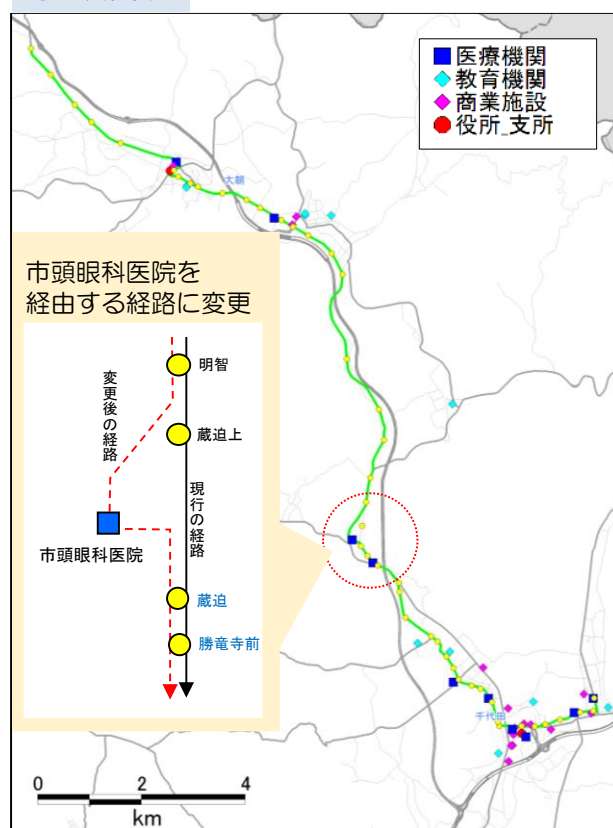 医療機関
教育機関
商業施設
役所_支所
大朝
市頭眼科医院を
経由する経路に変更
明智
変更後の経路
蔵迫上
現行の経路
市頭眼科医院
蔵迫
勝竜寺前
千代田
0 2 4
km